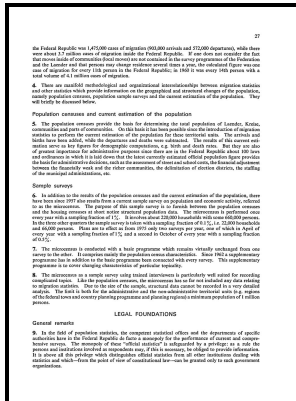 27
the Federal Republic was 1,475,000 cases of migration (903,000 arrivals and 572,000 departures), while there
were about 3.7 million cases of migration inside the Federal Republic. If one does not consider the fact
that moves inside of communities (local moves) are not contained in the survey programmes of the Federation
and the Laender and that persons may change residence several times a year, the calculated figure was one
case of migration for every 11th person in the Federal Republic; in 1960 it was every 14th person with a
total volume of 4.1 million cases of migration.
6. There are manifold methodological and organizational interrelationships between migration statistics
and other statistics which provide information on the geographical and structural changes of the population,
namely population censuses, population sample surveys and the current estimation of the population. They
will briefly be discussed below.
Population censuses and current estimation of the population
5. The population censuses provide the basis for determining the total population of Laender, Kreise,
communities and parts of communities. On this basis it has been possible since the introduction of migration
statistics to perform the current estimation of the population for these territorial units. The arrivals and
births have been added, while the departures and deaths were subtracted. The results of this current esti-
mation serve as key figures for demographic computations, e.g. birth and death rates. But they are also
of greatest importance for administrative purposes since there are in the Federal Republic about 100 laws
and ordinances in which it is laid down that the latest currently estimated official population figure provides
the basis for administrative decisions, such as the assessment of street and school costs, the financial adjustment
between the financially weak and the richer communities, the delimitation of election districts, the staffing
of the municipal administrations, etc.
Sample surveys
6. In addition to the results of the population censuses and the current estimation of the population, there
have been since 1957 also results from a current sample survey on population and economic activity, referred
to as the microcensus. The purpose of this sample survey is to furnish between the population censuses
and the housing censuses at short notice structural population data. The microcensus is performed once
every year with a sampling fraction of 1%. It involves about 220,000 households with some 660,000 persons.
In the three other quarters the sample survey is taken with a sampling fraction of 0.1%, i.e. 22,000 households
and 66,000 persons. Plans are to effect as from 1975 only two surveys per year, one of which in April of
every year with a sampling fraction of 1% and a second in October of every year with a sampling fraction
of 0.5%.
7. The microcensus is conducted with a basic programme which remains virtually unchanged from one
survey to the other. It comprises mainly the population census characteristics. Since 1962 a supplementary
programme has in addition to the basic programme been connected with every survey. This supplementary
programme is to cover changing characteristics of particular topicality.
8. The microcensus as a sample survey using trained interviewers is particularly well suited for recording
complicated topics. Like the population censuses, the microcensus has so far not included any data relating
to migration statistics. Due to the size of the sample, structural data cannot be recorded in a very detailed
analysis. The limit is both for the administrative and the non-administrative territorial units (e.g. regions
of the federal town and country planning programme and planning regions) a minimum population of 1 million
persons.
LEGAL FOUNDATIONS
General remarks
9. In the field of population statistics, the competent statistical offices and the departments of specific
authorities have in the Federal Republic de facto a monopoly for the performance of current and compre-
hensive surveys. The monopoly of these "official statistics" is safeguarded by a privilege: as a rule the
persons and institutions involved as respondents may, if this is necessary, be obliged to provide information.
It is above all this privilege which distinguishes official statistics from all other institutions dealing with
statistics and which—from the point of view of constitutional law—can be granted only to such government
organizations.